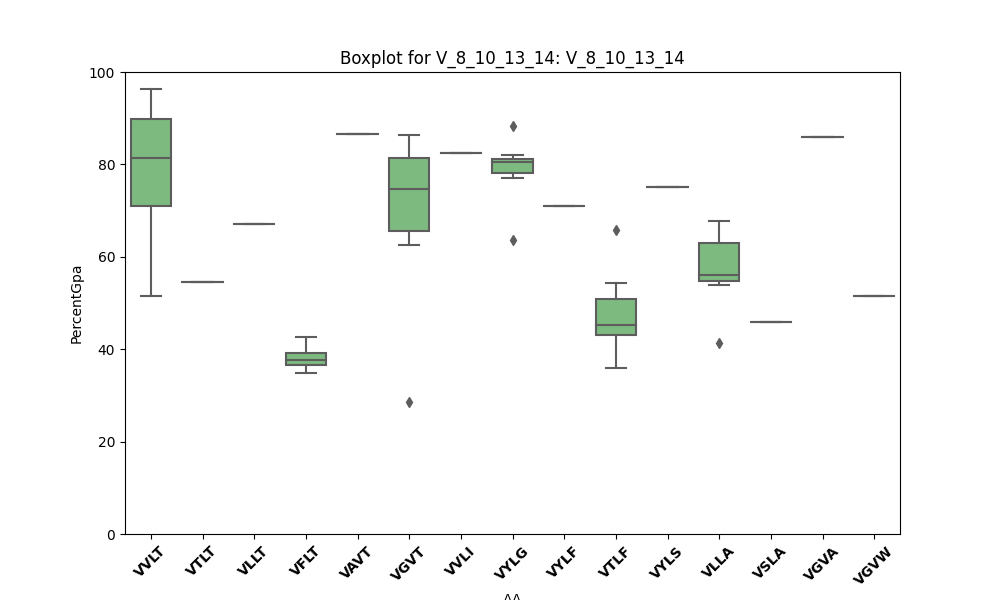 Boxplot for V_8_10_13_14: V_8_10_13_14
PercentGpa
100
80
60
40
20
0
VVLT
VTLT
VLLT
VFLT
VAVT
VGVT
VVLI
VYLG
VYLF
VTLF
VYLS
VLLA
VSLA
VGVA
VGVW
AA